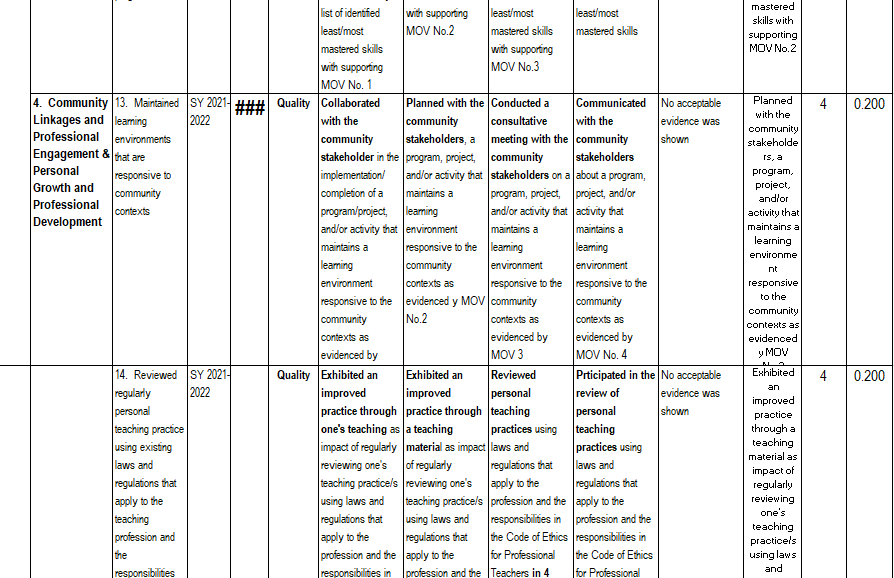 list of identified
least/most
mastered skills
with supporting
MOV No. 1
with supporting
MOV No.2
least/most
mastered skills
with supporting
MOV No.3
least/most
mastered skills
mastered
skills with
supporting
MOV No.2
4. Community
Linkages and
Professional
Engagement &
Personal
Growth and
Professional
Development
13. Maintained
learning
environments
that are
responsive to
community
contexts
SY 2021-
2022
###
Quality
Collaborated
with the
community
stakeholder in the
implementation/
completion of a
program/project,
and/or activity that
maintains a
learning
environment
responsive to the
community
contexts as
evidenced by
Planned with the
community
stakeholders, a
program, project,
and/or activity that
maintains a
learning
environment
responsive to the
community
contexts as
evidenced y MOV
No.2
Conducted a
consultative
meeting with the
community
stakeholders on a
program, project,
and/or activity that
maintains a
learning
environment
responsive to the
community
contexts as
evidenced by
MOV 3
Communicated
with the
community
stakeholders
about a program,
project, and/or
activity that
maintains a
learning
environment
responsive to the
community
contexts as
evidenced by
MOV No. 4
No acceptable
evidence was
shown
Planned
with the
community
stakeholde
rs, a
program,
project,
and/or
activity that
maintains a
learning
environme
nt
responsive
to the
community
contexts as
evidenced
y MOV
4
0.200
14. Reviewed
regularly
personal
teaching practice
using existing
laws and
regulations that
apply to the
teaching
profession and
the
responsibilities
SY 2021-
2022
Quality
Exhibited an
improved
practice through
one's teaching as
impact of regularly
reviewing one's
teaching practice/s
using laws and
regulations that
apply to the
profession and the
responsibilities in
Exhibited an
improved
practice through
a teaching
material as impact
of regularly
reviewing one's
teaching practice/s
using laws and
regulations that
apply to the
profession and the
Reviewed
personal
teaching
practices using
laws and
regulations that
apply to the
profession and the
responsibilities in
the Code of Ethics
for Professional
Teachers in 4
Prticipated in the
review of
personal
teaching
practices using
laws and
regulations that
apply to the
profession and the
responsibilities in
the Code of Ethics
for Professional
No acceptable
evidence was
shown
Exhibited
an
improved
practice
through a
teaching
material as
impact of
regularly
reviewing
one's
teaching
practice/s
using laws
and
4
0.200